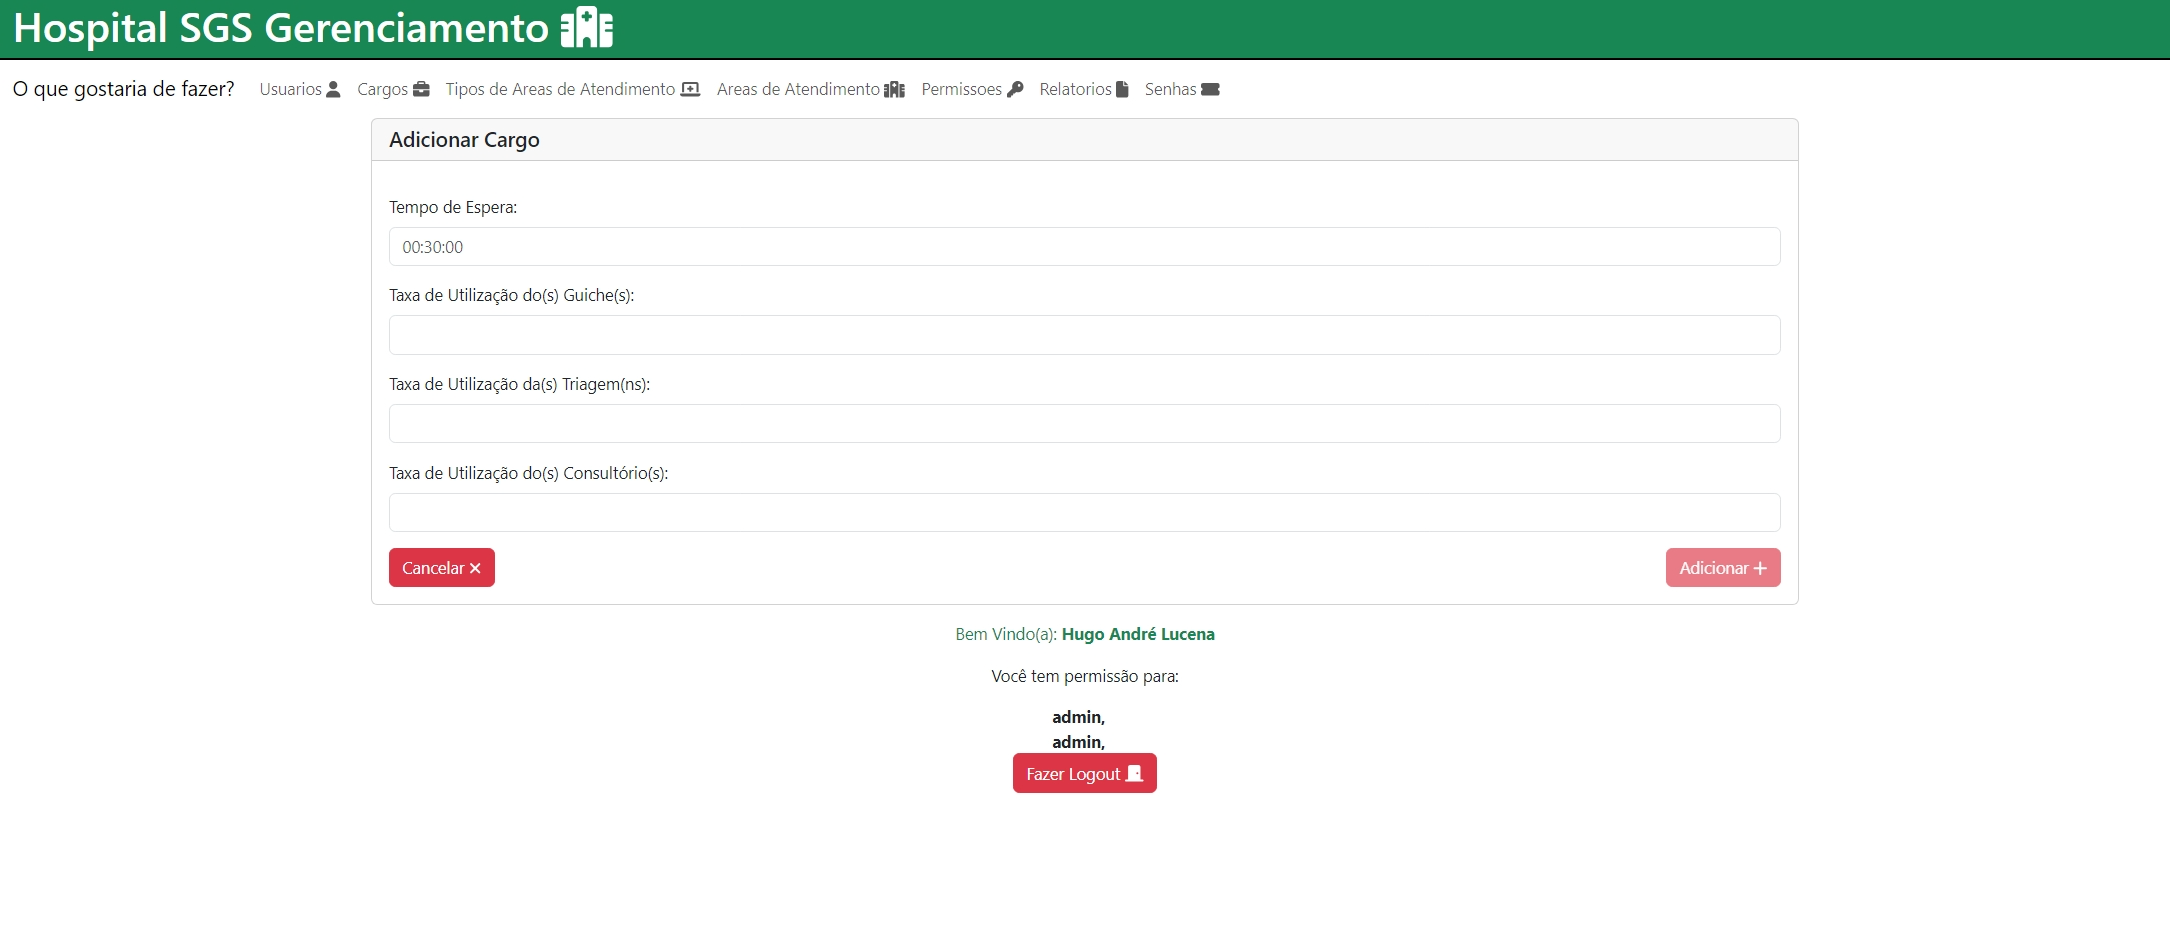 Hospital SGS Gerenciamento
O que gostaria de fazer? Usuarios Cargos Tipos de Areas de Atendimento Areas de Atendimento Permissoes Relatorios Senhas
Adicionar Cargo
Tempo de Espera:
00:30:00
Taxa de Utilização do(s) Guiche(s):
Taxa de Utilização da(s) Triagem(ns):
Taxa de Utilização do(s) Consultório(s):
Cancelar Adicionar
Bem Vindo(a): Hugo André Lucena
Você tem permissão para:
admin,
admin,
Fazer Logout